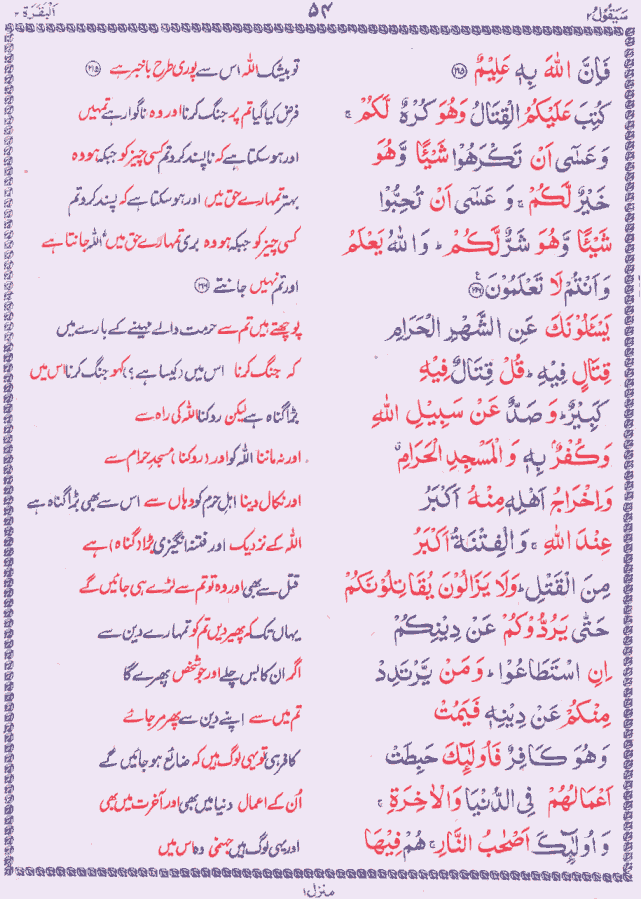 سَيَقُوْلُ ٢ ۵۴ اَلْبَقَرَة ٢
فَاِنَّ اللّٰهَ بِهٖ عَلِيْمٌ ﴿٢١٥﴾ توبیشک اللہ اس سے پوری طرح باخبر ہے ﴿٢١٥﴾
كُتِبَ عَلَيْكُمُ الْقِتَالُ وَهُوَ كُرْهٌ لَّكُمْ ۚ فرض کیا گیا تم پر جنگ کرنا اور وہ ناگوار ہے تمہیں
وَعَسٰٓى اَنْ تَكْرَهُوْا شَيْئًا وَّهُوَ اور ہو سکتا ہے کہ ناپسند کرو تم کسی چیز کو جبکہ ہو وہ
خَيْرٌ لَّكُمْ ۚ وَ عَسٰٓى اَنْ تُحِبُّوْا بہتر تمہارے حق میں اور ہو سکتا ہے کہ پسند کرو تم
شَيْئًا وَّهُوَ شَرٌّ لَّكُمْ ؕ وَ اللّٰهُ يَعْلَمُ کسی چیز کو جبکہ ہو وہ بری تمہارے حق میں اللہ جانتا ہے
وَ اَنْتُمْ لَا تَعْلَمُوْنَ ﴿٢١٦﴾ اور تم نہیں جانتے ﴿٢١٦﴾
يَسْـَٔلُوْنَكَ عَنِ الشَّهْرِ الْحَرَامِ پوچھتے ہیں تم سے حرمت والے مہینے کے بارے میں
قِتَالٍ فِيْهِ ؕ قُلْ قِتَالٌ فِيْهِ کہ جنگ کرنا اس میں (کیسا ہے؟) کہو جنگ کرنا اس میں
كَبِيْرٌ ؕ وَ صَدٌّ عَنْ سَبِيْلِ اللّٰهِ بڑا گناہ ہے لیکن روکنا اللہ کی راہ سے
وَ كُفْرٌۢ بِهٖ وَ الْمَسْجِدِ الْحَرَامِ ۗ اور نہ ماننا اللہ کو اور (روکنا) مسجد حرام سے
وَ اِخْرَاجُ اَهْلِهٖ مِنْهُ اَكْبَرُ اور نکال دینا اہل حرم کو وہاں سے اس سے بھی بڑا گناہ ہے
عِنْدَ اللّٰهِ ۚ وَ الْفِتْنَةُ اَكْبَرُ اللہ کے نزدیک اور فتنہ انگیزی بڑا (گناہ) ہے
مِنَ الْقَتْلِ ؕ وَلَا يَزَالُوْنَ يُقَاتِلُوْنَكُمْ قتل سے بھی اور وہ تو تم سے لڑے ہی جائیں گے
حَتّٰى يَرُدُّوْكُمْ عَنْ دِيْنِكُمْ یہاں تک کہ پھیر دیں تم کو تمہارے دین سے
اِنِ اسْتَطَاعُوْا ؕ وَ مَنْ يَّرْتَدِدْ اگر ان کا بس چلے اور جو شخص پھرے گا
مِنْكُمْ عَنْ دِيْنِهٖ فَيَمُتْ تم میں سے اپنے دین سے پھر مر جائے
وَهُوَ كَافِرٌ فَاُولٰٓئِكَ حَبِطَتْ کافر ہی تو یہی لوگ ہیں کہ ضائع ہو جائیں گے
اَعْمَالُهُمْ فِى الدُّنْيَا وَ الْاٰخِرَةِ ۚ اُن کے اعمال دنیا میں بھی اور آخرت میں بھی
وَ اُولٰٓئِكَ اَصْحٰبُ النَّارِ ۚ هُمْ فِيْهَا اور یہی لوگ ہیں جہنمی وہ اس میں
منزل ١